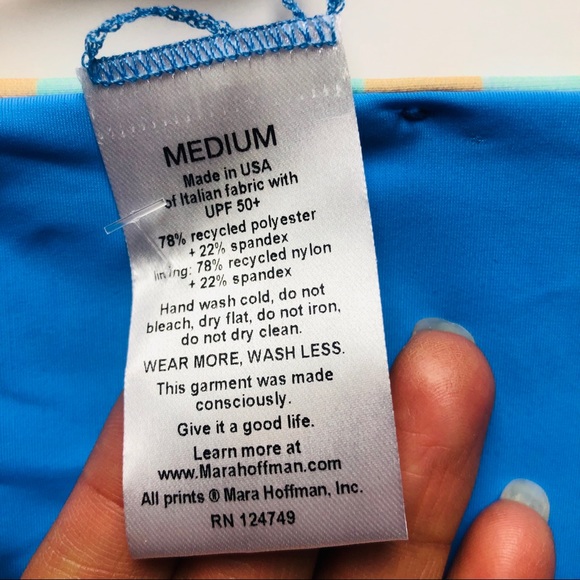 MEDIUM
Made in USA
of Italian fabric with
UPF 50+
78% recycled polyester
+ 22% spandex
lining: 78% recycled nylon
+ 22% spandex
Hand wash cold, do not
bleach, dry flat, do not iron,
do not dry clean.
WEAR MORE, WASH LESS.
This garment was made
consciously.
Give it a good life.
Learn more at
www.Marahoffman.com
All prints ® Mara Hoffman, Inc.
RN 124749